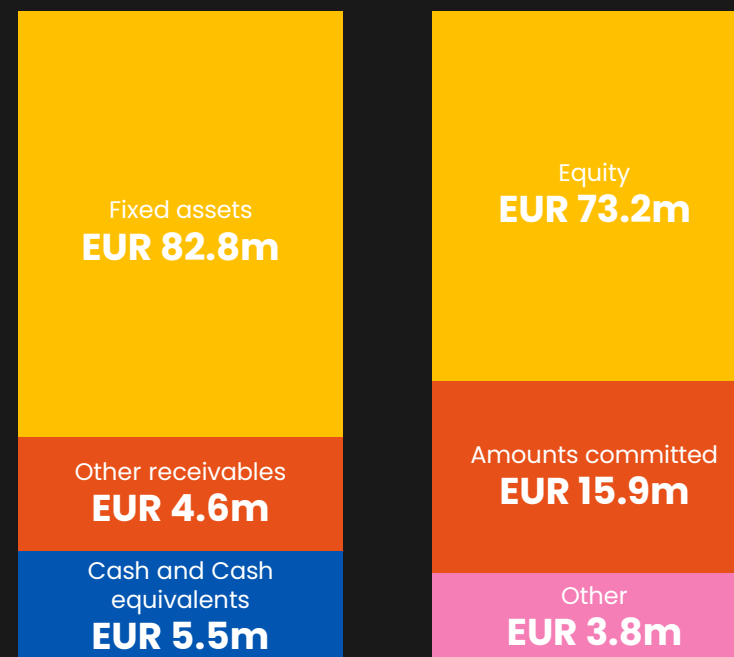 Fixed assets
EUR 82.8m
Other receivables
EUR 4.6m
Cash and Cash
equivalents
EUR 5.5m
Equity
EUR 73.2m
Amounts committed
EUR 15.9m
Other
EUR 3.8m